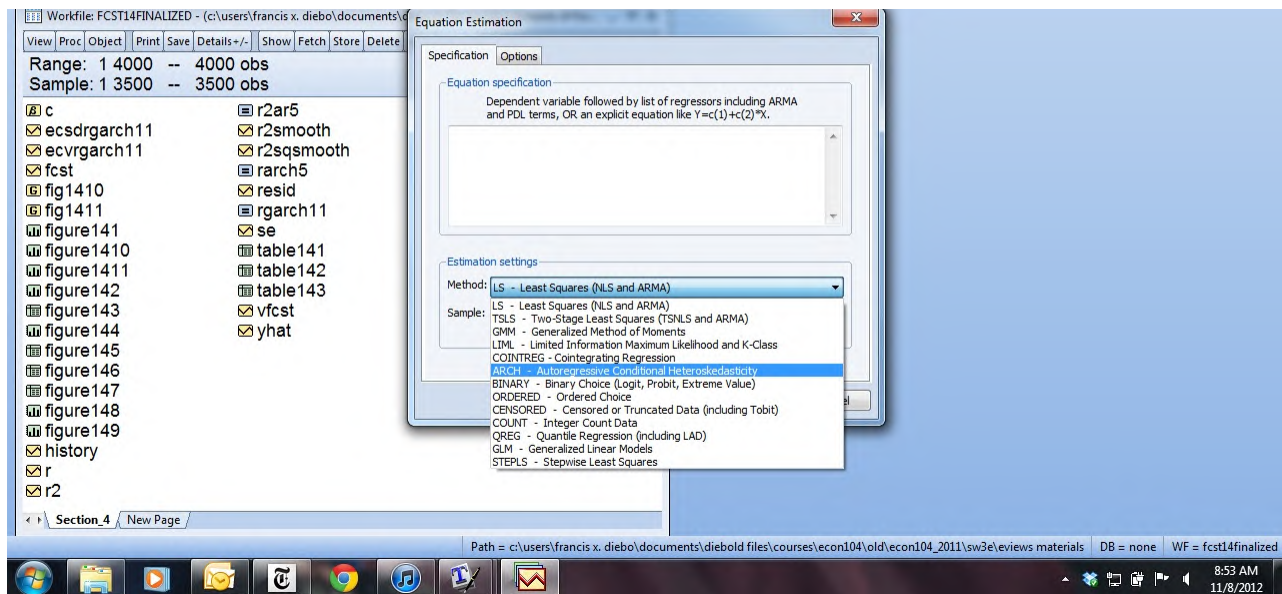 Workfile: FCST14FINALIZED - (c:\users\francis x. diebo\documents\d
View Proc Object Print Save Details+/- Show Fetch Store Delete
Range: 1 4000 -- 4000 obs
Sample: 1 3500 -- 3500 obs
c
ecsdrgarch11
ecvrgarch11
fcst
fig1410
fig1411
figure141
figure1410
figure1411
figure142
figure143
figure144
figure145
figure146
figure147
figure148
figure149
history
r
r2
r2ar5
r2smooth
r2sqsmooth
rarch5
resid
rgarch11
se
table141
table142
table143
vfcst
yhat
Section_4 New Page
Equation Estimation
Specification Options
Equation specification
Dependent variable followed by list of regressors including ARMA
and PDL terms, OR an explicit equation like Y=c(1)+c(2)*X.
Estimation settings
Method: LS - Least Squares (NLS and ARMA)
Sample:
LS - Least Squares (NLS and ARMA)
TSLS - Two-Stage Least Squares (TSNLS and ARMA)
GMM - Generalized Method of Moments
LIML - Limited Information Maximum Likelihood and K-Class
COINTREG - Cointegrating Regression
ARCH - Autoregressive Conditional Heteroskedasticity
BINARY - Binary Choice (Logit, Probit, Extreme Value)
ORDERED - Ordered Choice
CENSORED - Censored or Truncated Data (including Tobit)
COUNT - Integer Count Data
QREG - Quantile Regression (including LAD)
GLM - Generalized Linear Models
STEPLS - Stepwise Least Squares
Path = c:\users\francis x. diebo\documents\diebold files\courses\econ104\old\econ104_2011\sw3e\eviews materials DB = none WF = fcst14finalized
8:53 AM
11/8/2012